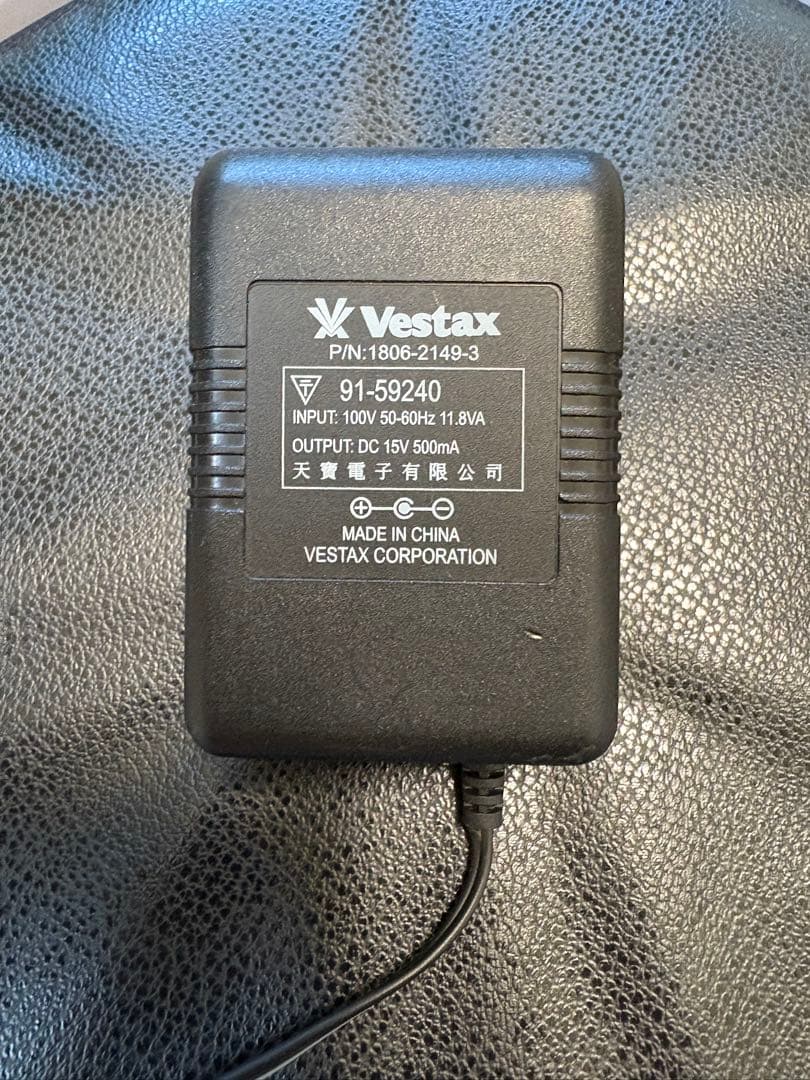 Vestax
P/N:1806-2149-3
91-59240
INPUT: 100V 50-60Hz 11.8VA
OUTPUT: DC 15V 500mA
天寶電子有限公司
MADE IN CHINA
VESTAX CORPORATION